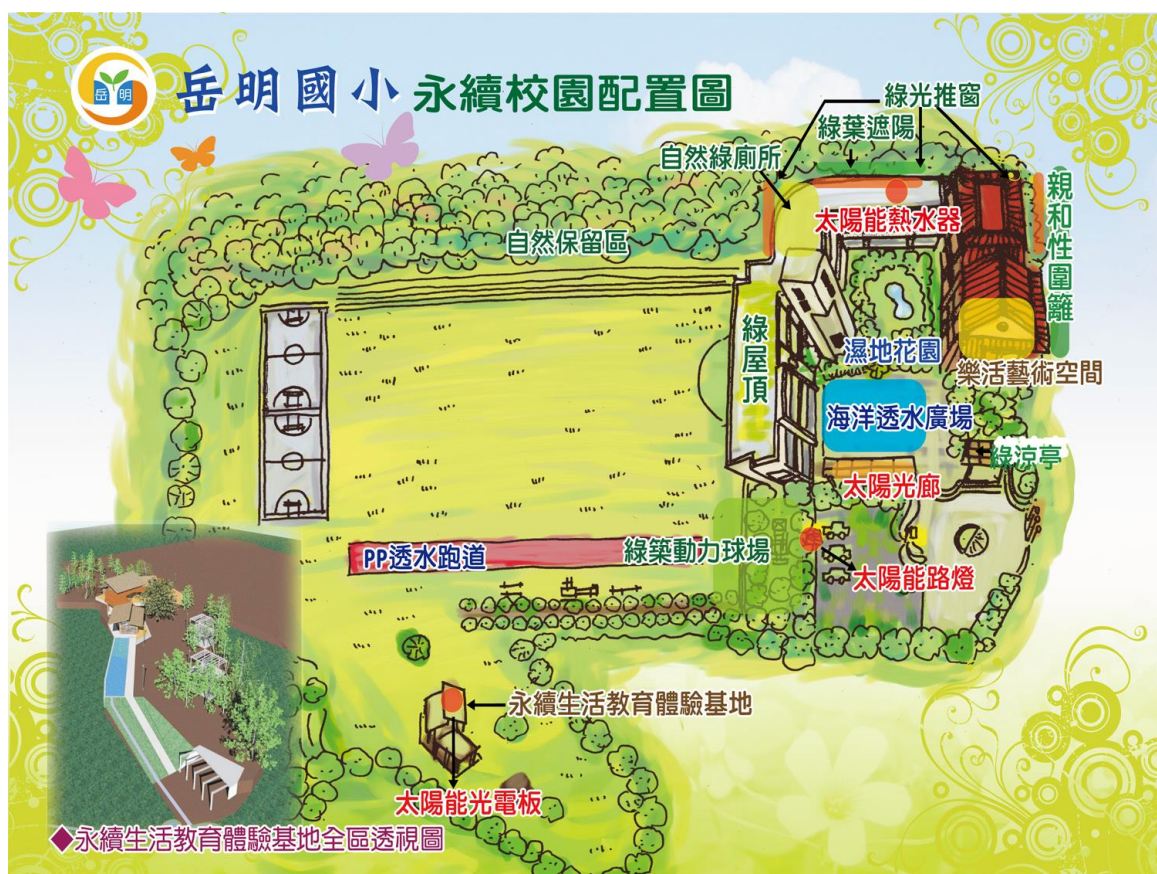 岳明
岳明國小 永續校園配置圖
綠光推窗
綠葉遮陽
自然綠廁所
親和性圍籬
太陽能熱水器
自然保留區
綠屋頂
濕地花園
樂活藝術空間
海洋透水廣場
綠涼亭
太陽光廊
PP透水跑道
綠築動力球場
太陽能路燈
永續生活教育體驗基地
太陽能光電板
◆永續生活教育體驗基地全區透視圖